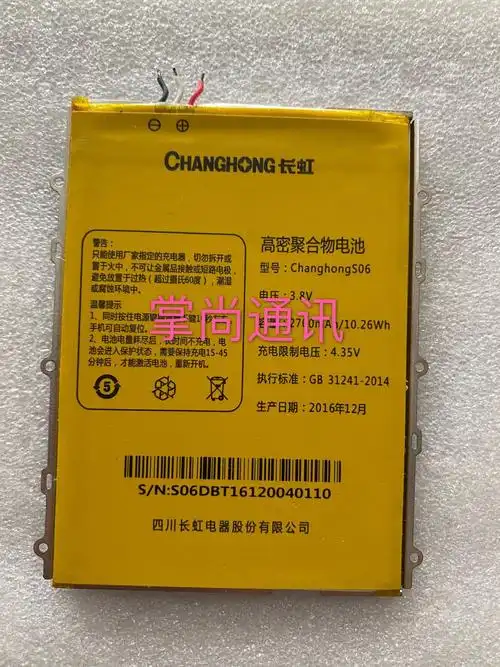 ⊖ ⊕
CHANGHONG 长虹
警告:
只能使用厂家指定的充电器,切勿拆开或
置于火中,不可让金属品接触或短路电极,
避免放置于过热(超过摄氏60度),潮湿
或腐蚀环境中.
温馨提示
1、同时按住电源
手机可自动复位.
2、电池电量耗尽后,长时间不充电,电
池会进入保护状态,需要保持充电15-45
分钟后,才能激活电池,重新开机。
5
高密聚合物电池
型号:ChanghongS06
电压:3.8V
2700mAh/10.26Wh
充电限制电压:4.35V
执行标准:GB 31241-2014
生产日期:2016年12月
掌尚通讯
S/N:S06DBT16120040110
四川长虹电器股份有限公司